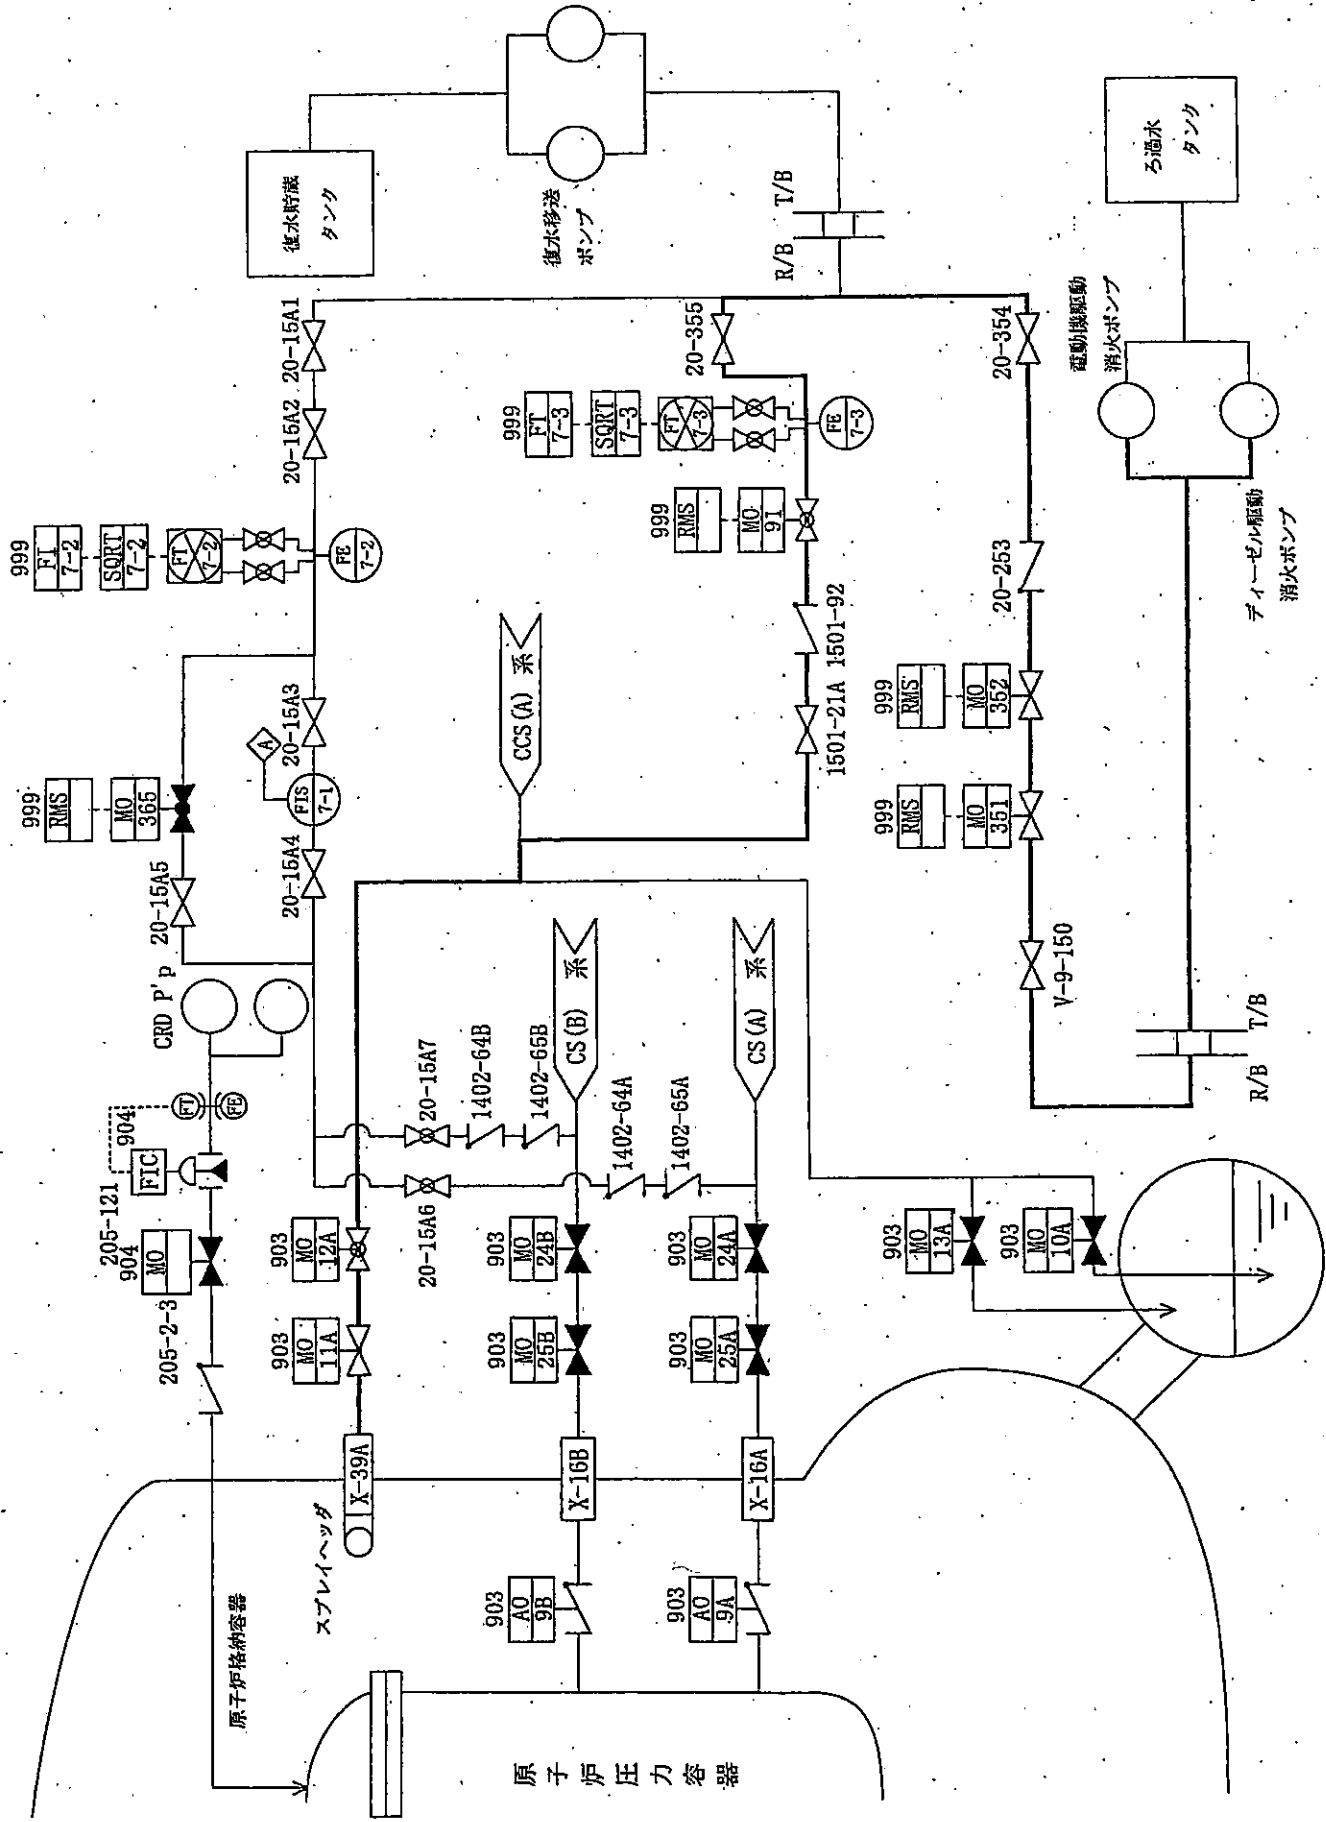 原子炉格納容器
スプレイヘッダ
原子炉圧力容器
205-2-3
205-121
904
MO
FIC
904
FT
FE
CRD P'p
903
MO
11A
903
MO
12A
X-39A
903
AO
9B
X-16B
903
MO
25B
903
MO
24B
CS(B) 系
903
AO
9A
X-16A
903
MO
25A
903
MO
24A
CS(A) 系
20-15A6
20-15A7
1402-64B
1402-65B
1402-64A
1402-65A
20-15A5
20-15A4
999
RMS
MO
365
FIS
7-1
A
20-15A3
999
FI
7-2
SQRT
7-2
FT
7-2
FE
7-2
20-15A2
20-15A1
復水貯蔵
タンク
復水移送
ポンプ
R/B
T/B
CCS(A) 系
1501-21A
1501-92
999
RMS
MO
91
999
FT
7-3
SQRT
7-3
FT
7-3
FE
7-3
20-355
903
MO
13A
903
MO
10A
V-9-150
999
RMS
MO
351
999
RMS
MO
352
20-253
20-354
R/B
T/B
ディーゼル駆動
消火ポンプ
電動機駆動
消火ポンプ
ろ過水
タンク